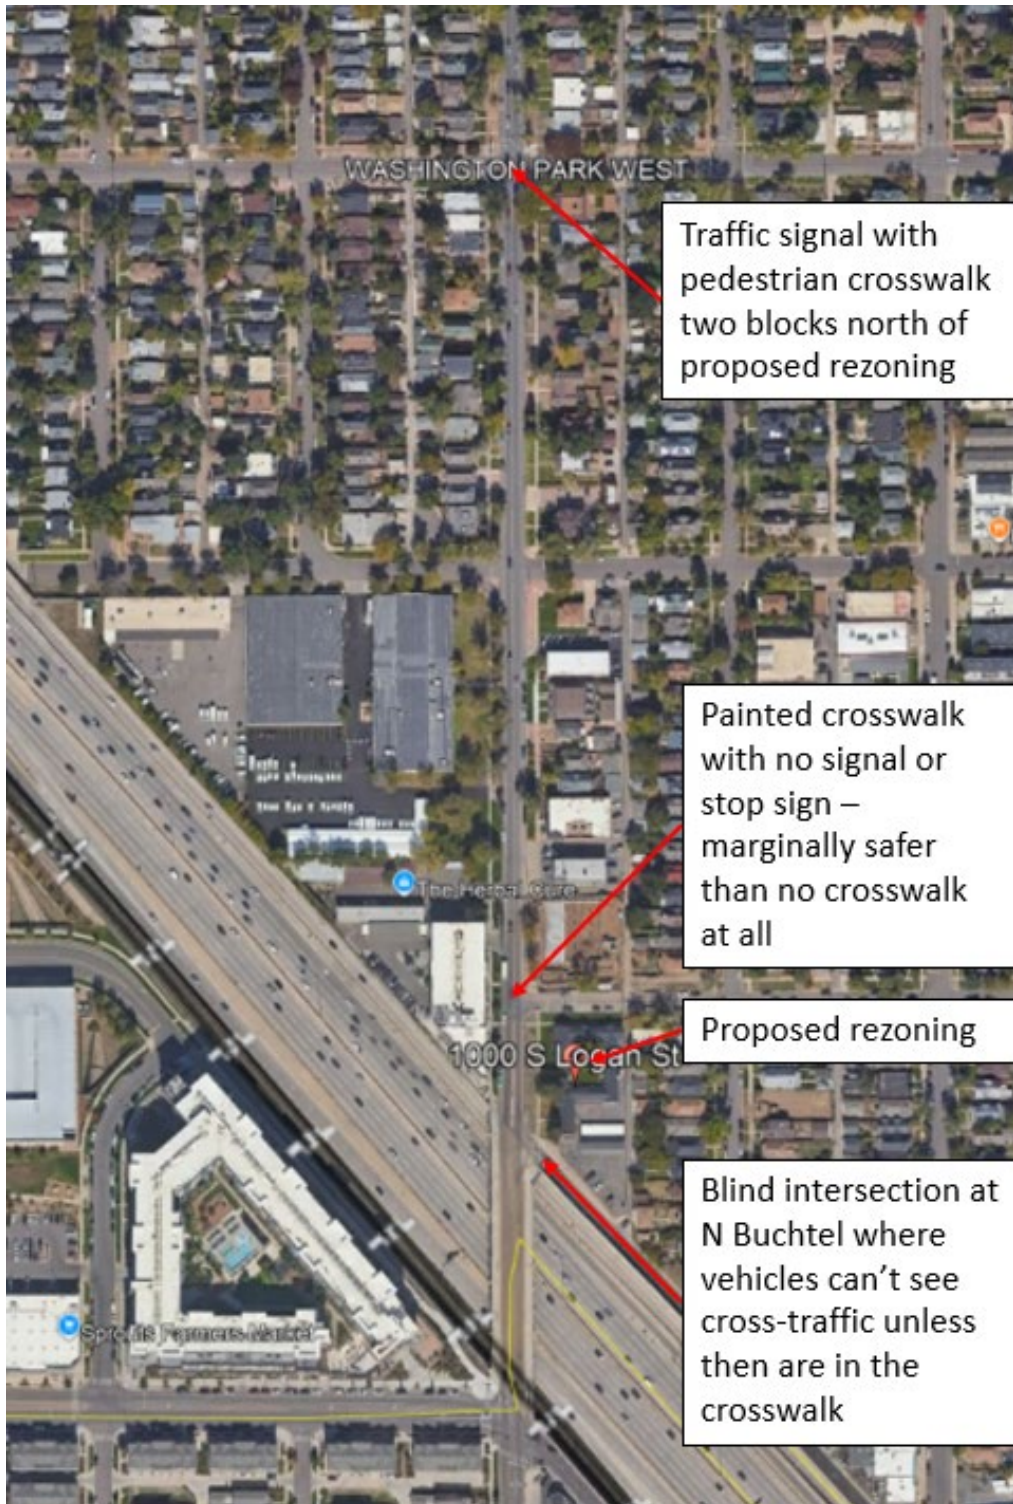 WASHINGTON PARK WEST
Traffic signal with
pedestrian crosswalk
two blocks north of
proposed rezoning
Painted crosswalk
with no signal or
stop sign –
marginally safer
than no crosswalk
at all
The Herbal Cure
Proposed rezoning
1000 S Logan St
Blind intersection at
N Buchtel where
vehicles can’t see
cross-traffic unless
then are in the
crosswalk
Sprouts Farmers Market